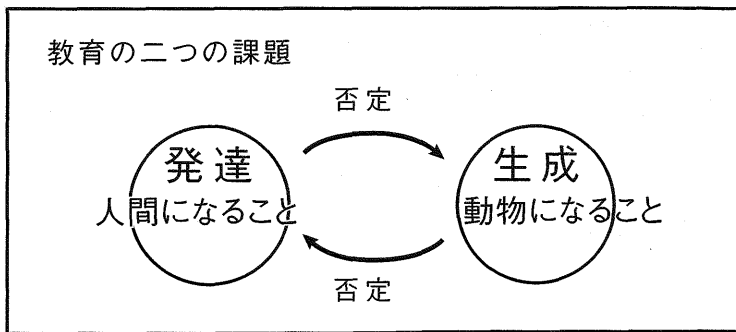 教育の二つの課題
否定
発達
人間になること
生成
動物になること
否定